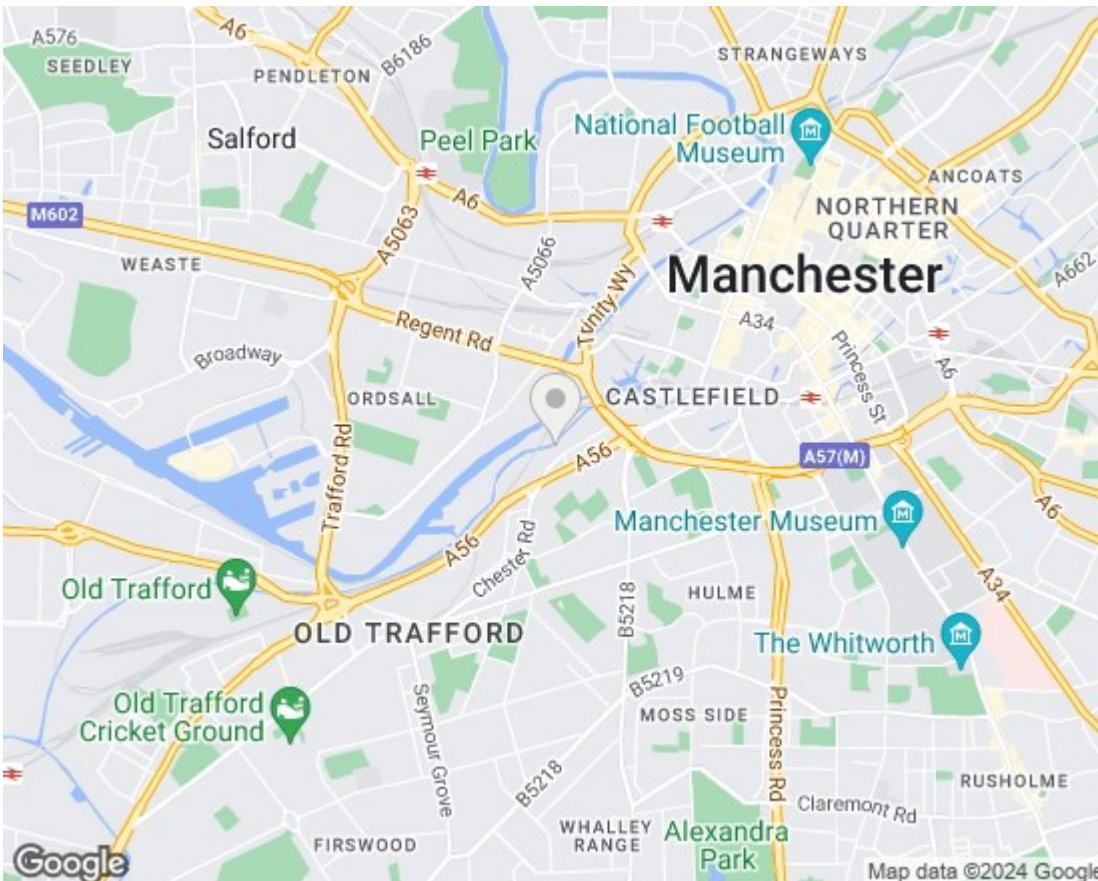 A576
SEEDLEY
A6
PENDLETON
B6186
STRANGEWAYS
Salford
Peel Park
National Football
Museum
ANCOATS
M602
A5063
A6
NORTHERN
QUARTER
WEASTE
A5066
Manchester
A662
Regent Rd
Trinity Wy
A34
Princess St
A6
Broadway
ORDSALL
CASTLEFIELD
Trafford Rd
A56
A57(M)
A56
Chester Rd
Manchester Museum
A6
Old Trafford
B5218
HULME
A34
OLD TRAFFORD
The Whitworth
B5219
Old Trafford
Cricket Ground
Seymour Grove
MOSS SIDE
Princess Rd
B5218
RUSHOLME
Claremont Rd
FIRSWOOD
WHALLEY
RANGE
Alexandra
Park
Google
Map data ©2024 Google